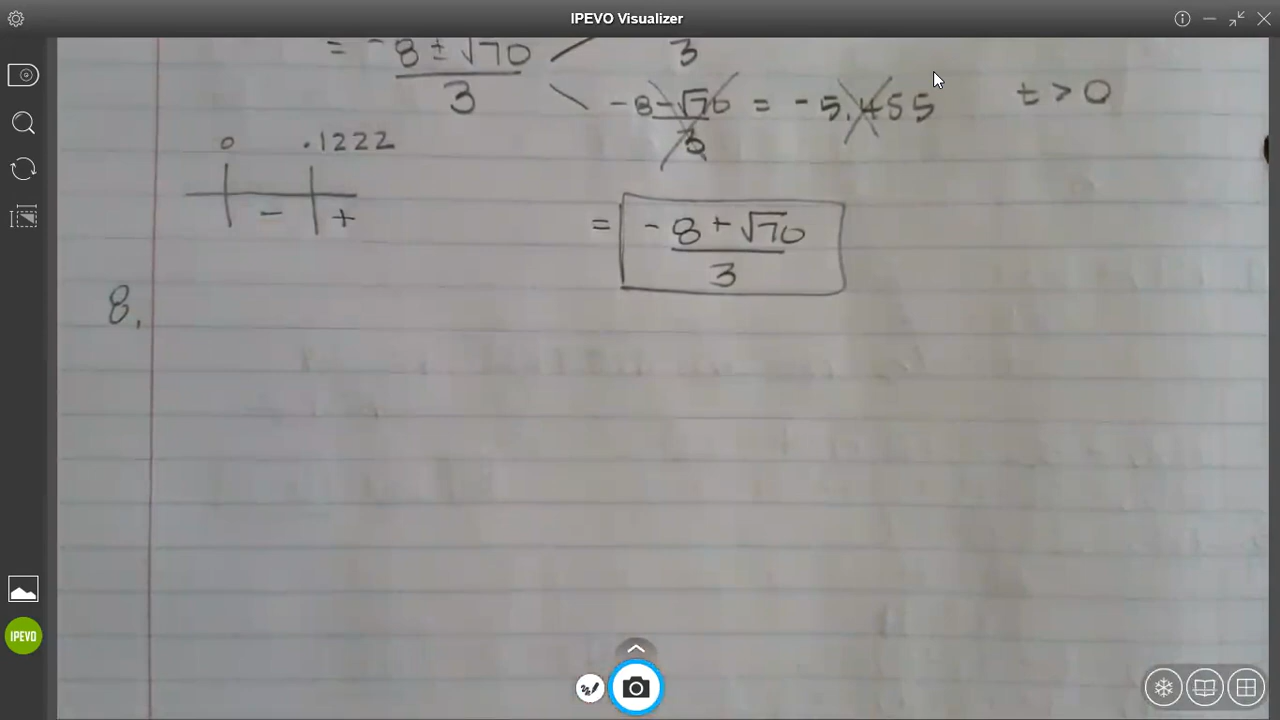 IPEVO Visualizer
= -8 ± √70 / 3
3
-8 - √70 / 3 = -5.455
t > 0
0 .1222
- +
= -8 + √70 / 3
8.
IPEVO